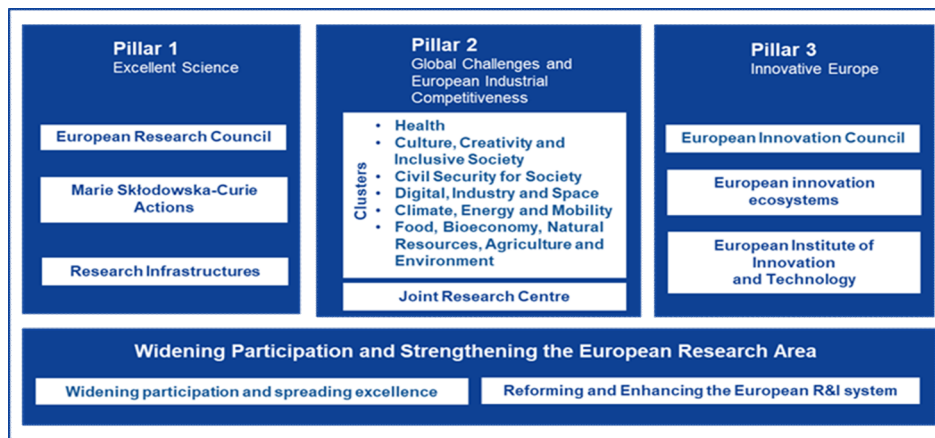 Pillar 1
Excellent Science
European Research Council
Marie Skłodowska-Curie
Actions
Research Infrastructures
Pillar 2
Global Challenges and
European Industrial
Competitiveness
Clusters
• Health
• Culture, Creativity and
Inclusive Society
• Civil Security for Society
• Digital, Industry and Space
• Climate, Energy and Mobility
• Food, Bioeconomy, Natural
Resources, Agriculture and
Environment
Joint Research Centre
Pillar 3
Innovative Europe
European Innovation Council
European innovation
ecosystems
European Institute of
Innovation
and Technology
Widening Participation and Strengthening the European Research Area
Widening participation and spreading excellence
Reforming and Enhancing the European R&I system